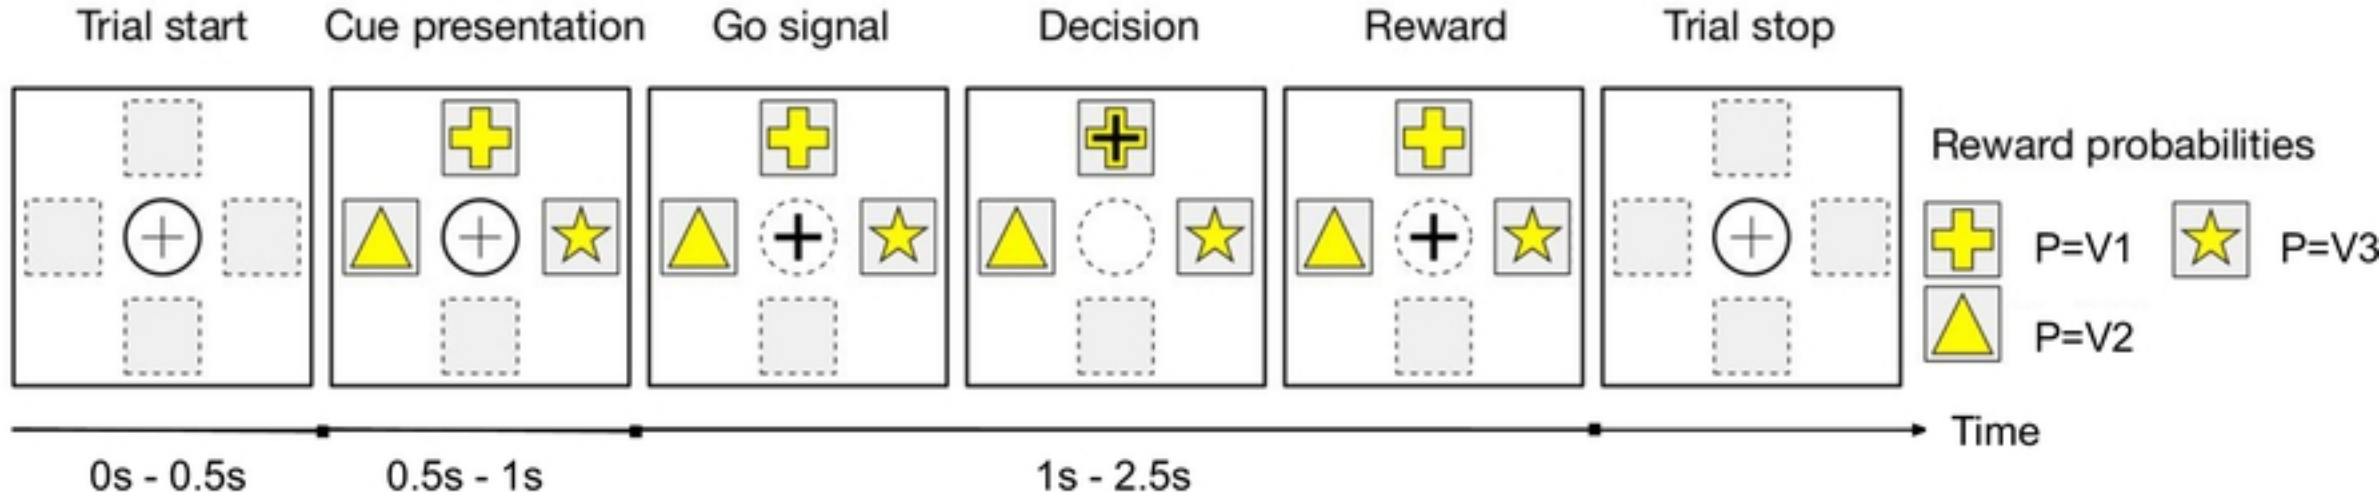 Trial start
Cue presentation
Go signal
Decision
Reward
Trial stop
Reward probabilities
P=V1
P=V3
P=V2
Time
0s - 0.5s
0.5s - 1s
1s - 2.5s